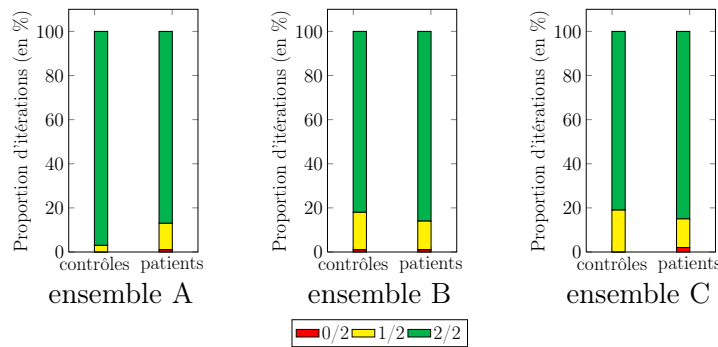 Proportion d'itérations (en %)
100
80
60
40
20
0
contrôles patients
ensemble A
Proportion d'itérations (en %)
100
80
60
40
20
0
contrôles patients
ensemble B
Proportion d'itérations (en %)
100
80
60
40
20
0
contrôles patients
ensemble C
0/2 1/2 2/2